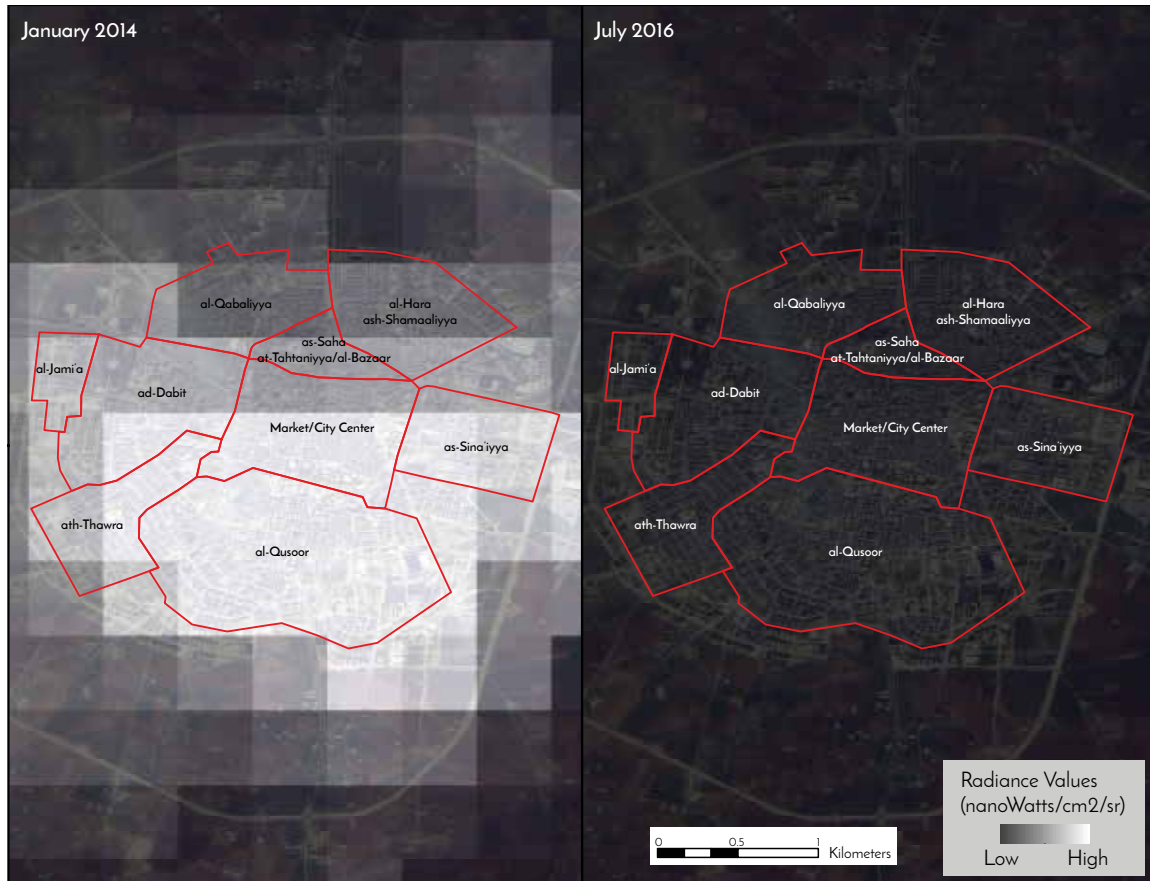 January 2014
al-Qabaliyya
al-Hara
ash-Shamaaliyya
as-Saha
at-Tahtaniyya/al-Bazaar
al-Jami'a
ad-Dabit
Market/City Center
as-Sina'iyya
ath-Thawra
al-Qusoor
July 2016
al-Qabaliyya
al-Hara
ash-Shamaaliyya
as-Saha
at-Tahtaniyya/al-Bazaar
al-Jami'a
ad-Dabit
Market/City Center
as-Sina'iyya
ath-Thawra
al-Qusoor
0 0.5 1
Kilometers
Radiance Values
(nanoWatts/cm2/sr)
Low High